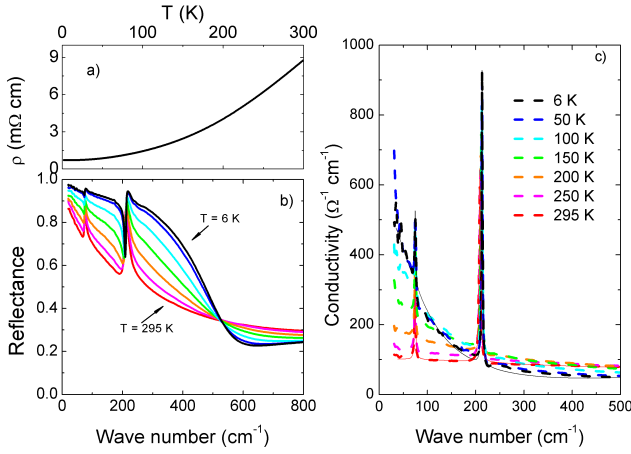 T (K)
0 100 200 300
9
6
3
0
ρ (mΩ cm)
a)
1.0
0.8
0.6
0.4
0.2
0.0
Reflectance
b)
T = 6 K
T = 295 K
0 200 400 600 800
Wave number (cm⁻¹)
1000
800
600
400
200
0
Conductivity (Ω⁻¹ cm⁻¹)
c)
6 K
50 K
100 K
150 K
200 K
250 K
295 K
0 100 200 300 400 500
Wave number (cm⁻¹)